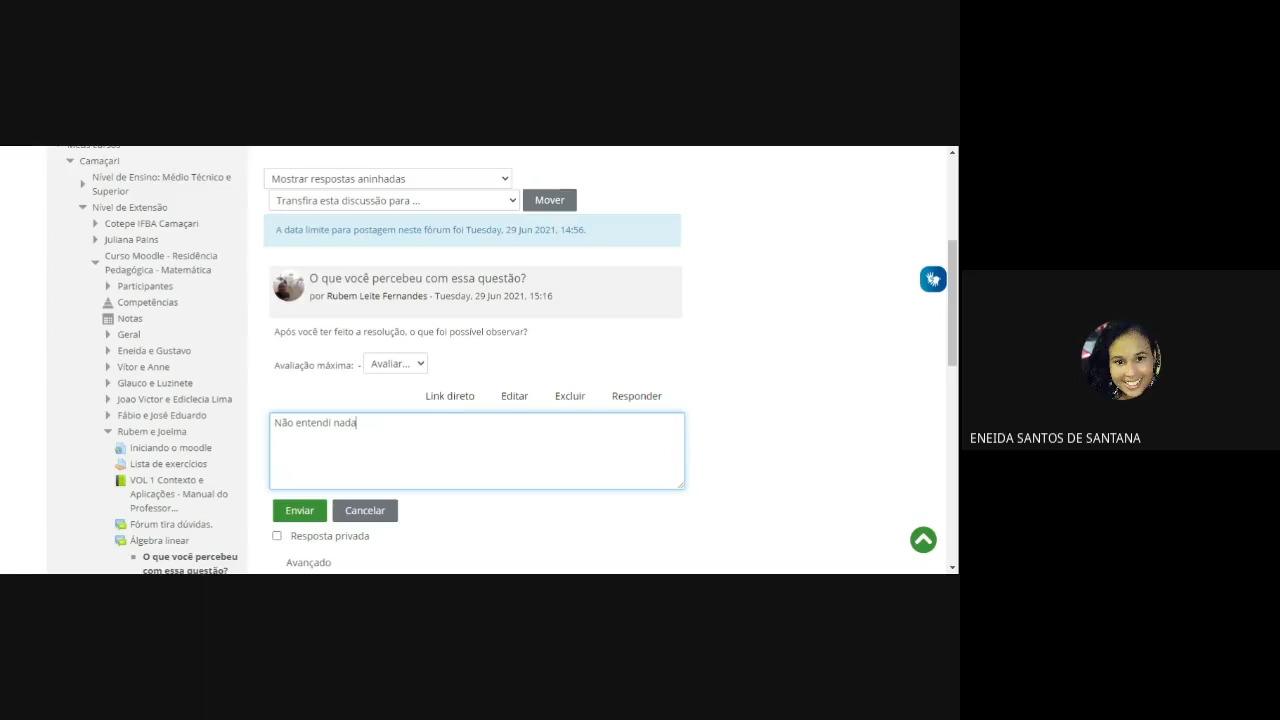 Meus cursos
Camaçari
Nível de Ensino: Médio Técnico e
Superior
Nível de Extensão
Cotepe IFBA Camaçari
Juliana Pains
Curso Moodle - Residência
Pedagógica - Matemática
Participantes
Competências
Notas
Geral
Eneida e Gustavo
Vítor e Anne
Glauco e Luzinete
Joao Victor e Ediclecia Lima
Fábio e José Eduardo
Rubem e Joelma
Iniciando o moodle
Lista de exercícios
VOL 1 Contexto e
Aplicações - Manual do
Professor...
Fórum tira dúvidas.
Álgebra linear
O que você percebeu
com essa questão?
Mostrar respostas aninhadas
Transfira esta discussão para ...
Mover
A data limite para postagem neste fórum foi Tuesday, 29 Jun 2021, 14:56.
O que você percebeu com essa questão?
por Rubem Leite Fernandes - Tuesday, 29 Jun 2021, 15:16
Após você ter feito a resolução, o que foi possível observar?
Avaliação máxima: - Avaliar...
Link direto Editar Excluir Responder
Não entendi nada
Enviar Cancelar
Resposta privada
Avançado
ENEIDA SANTOS DE SANTANA